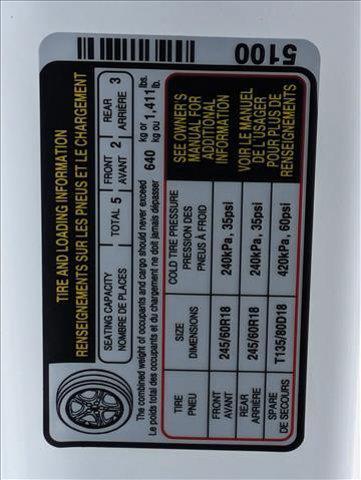 5100
TIRE AND LOADING INFORMATION
RENSEIGNEMENTS SUR LES PNEUS ET LE CHARGEMENT
SEATING CAPACITY
NOMBRE DE PLACES
TOTAL 5
FRONT
AVANT 2
REAR
ARRIÈRE 3
The combined weight of occupants and cargo should never exceed
Le poids total des occupants et du chargement ne doit jamais dépasser
640 kg or 1,411 lbs.
kg ou lb.
TIRE
PNEU
SIZE
DIMENSIONS
COLD TIRE PRESSURE
PRESSION DES
PNEUS A FROID
FRONT
AVANT
245/60R18
240kPa, 35psi
REAR
ARRIÈRE
245/60R18
240kPa, 35psi
SPARE
DE SECOURS
T135/80D18
420kPa, 60psi
SEE OWNER'S
MANUAL FOR
ADDITIONAL
INFORMATION
VOIR LE MANUEL
DE L'USAGER
POUR PLUS DE
RENSEIGNEMENTS